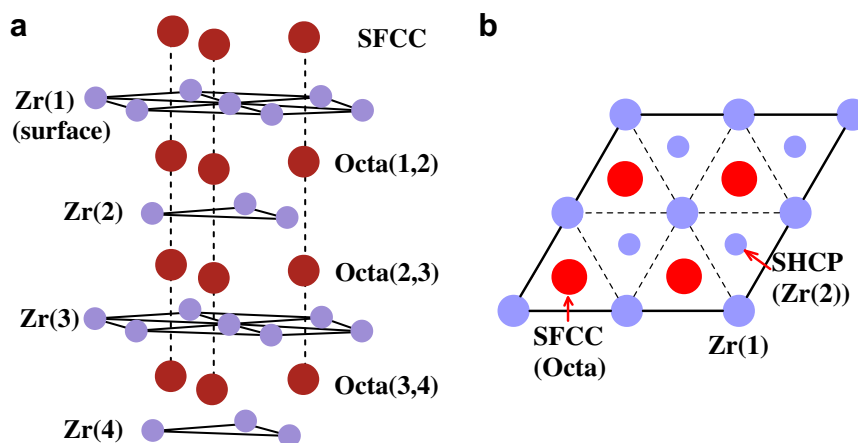 a
SFCC
Zr(1)
(surface)
Octa(1,2)
Zr(2)
Octa(2,3)
Zr(3)
Octa(3,4)
Zr(4)
b
SHCP
(Zr(2))
SFCC
(Octa)
Zr(1)